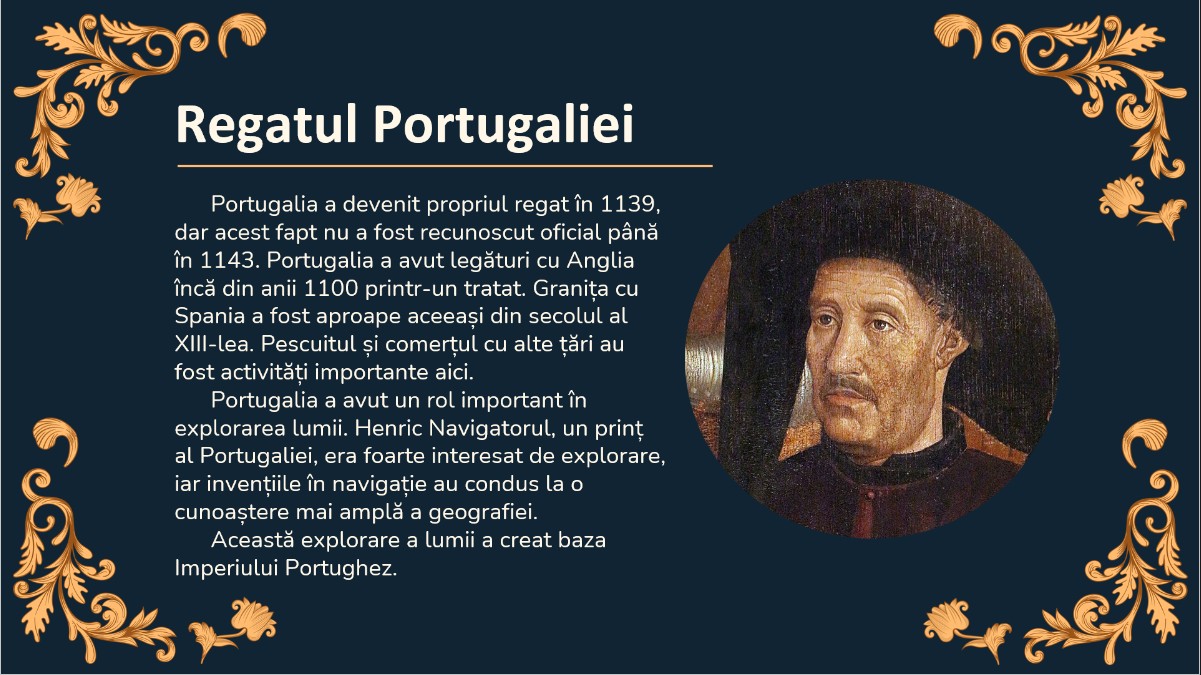 Regatul Portugaliei
Portugalia a devenit propriul regat în 1139,
dar acest fapt nu a fost recunoscut oficial până
în 1143. Portugalia a avut legături cu Anglia
încă din anii 1100 printr-un tratat. Granița cu
Spania a fost aproape aceeași din secolul al
XIII-lea. Pescuitul și comerțul cu alte țări au
fost activități importante aici.
Portugalia a avut un rol important în
explorarea lumii. Henric Navigatorul, un prinț
al Portugaliei, era foarte interesat de explorare,
iar invențiile în navigație au condus la o
cunoaștere mai amplă a geografiei.
Această explorare a lumii a creat baza
Imperiului Portughez.